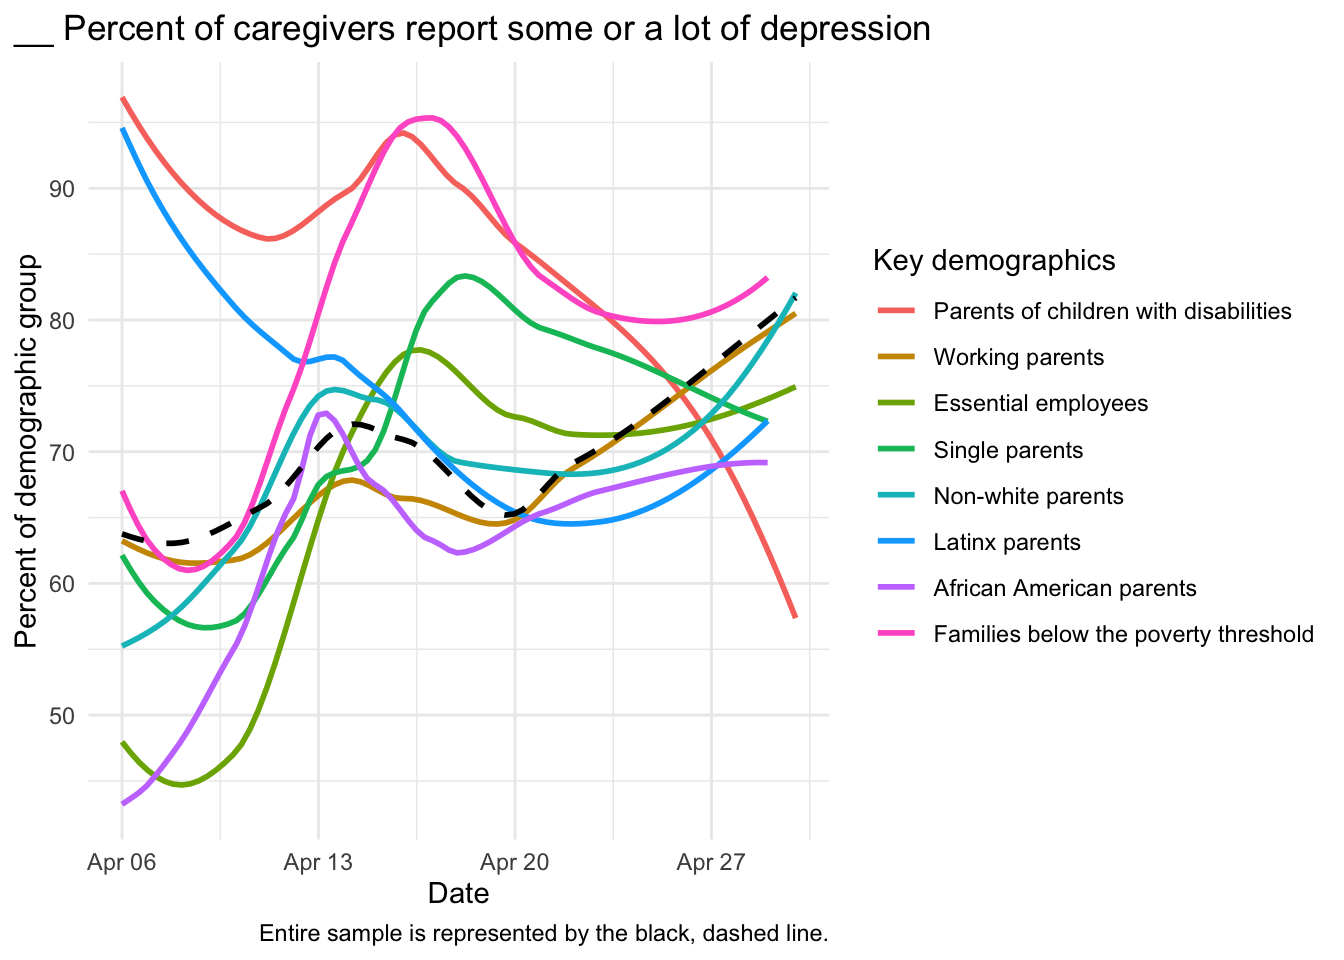 __ Percent of caregivers report some or a lot of depression
Percent of demographic group
90
80
70
60
50
Apr 06
Apr 13
Apr 20
Apr 27
Date
Entire sample is represented by the black, dashed line.
Key demographics
Parents of children with disabilities
Working parents
Essential employees
Single parents
Non-white parents
Latinx parents
African American parents
Families below the poverty threshold